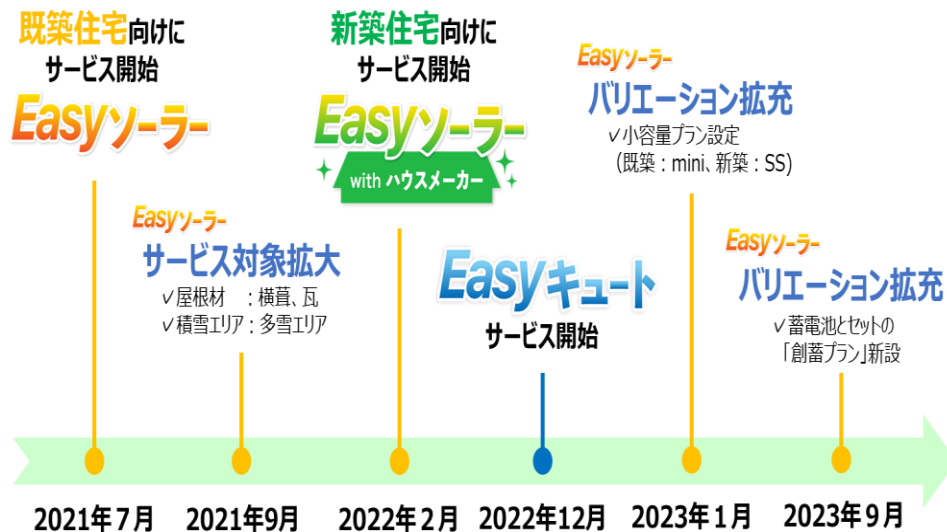 既築住宅向けに
サービス開始
Easyソーラー
2021年7月
Easyソーラー
サービス対象拡大
✓屋根材　：横葺、瓦
✓積雪エリア：多雪エリア
2021年9月
新築住宅向けに
サービス開始
Easyソーラー
with ハウスメーカー
2022年2月
Easyキュート
サービス開始
2022年12月
Easyソーラー
バリエーション拡充
✓小容量プラン設定
(既築：mini、新築：SS)
2023年1月
Easyソーラー
バリエーション拡充
✓蓄電池とセットの
「創蓄プラン」新設
2023年9月